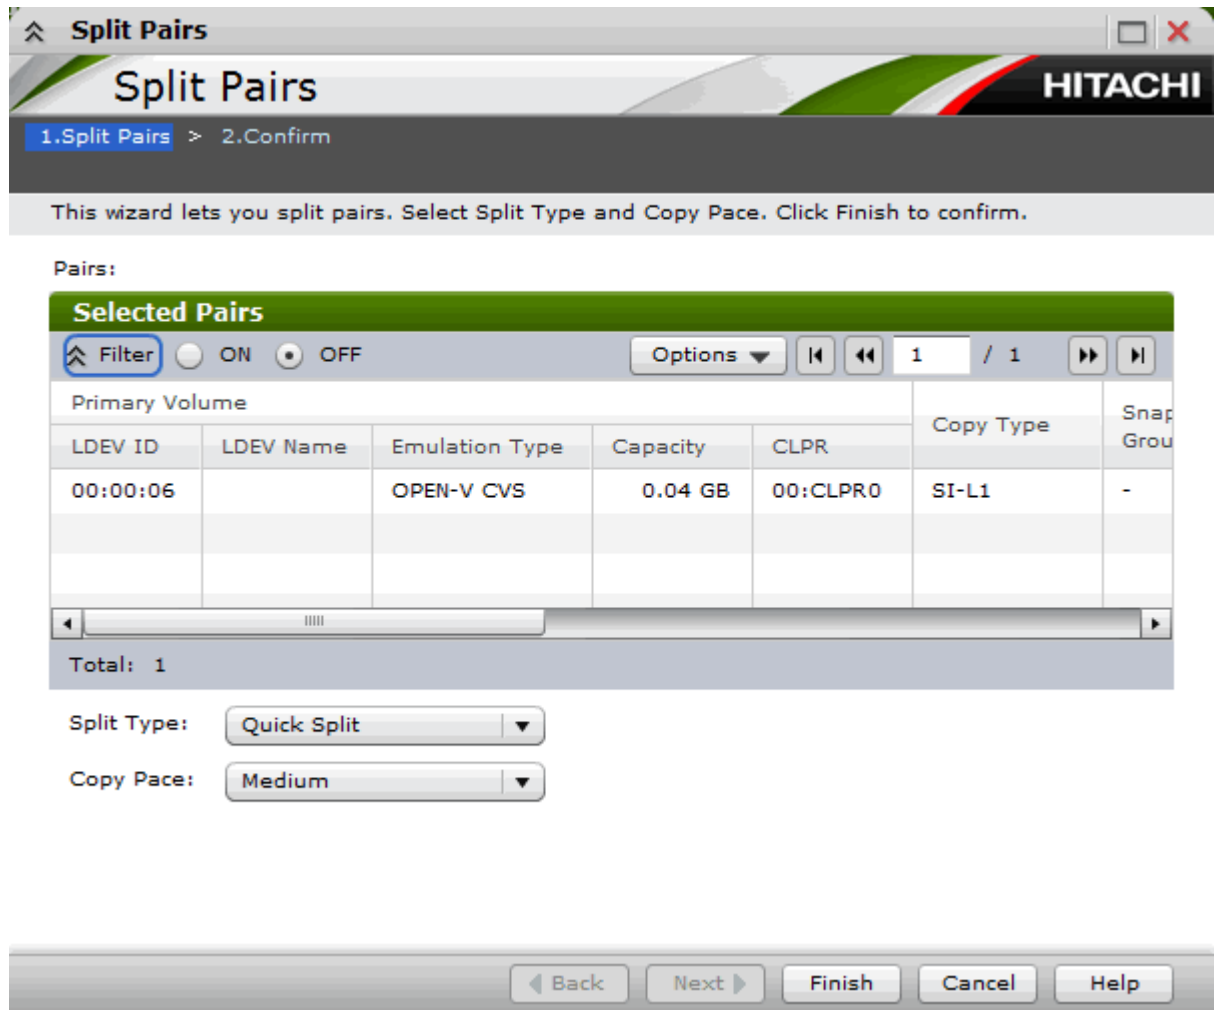 Split Pairs
Split Pairs
HITACHI
1.Split Pairs > 2.Confirm
This wizard lets you split pairs. Select Split Type and Copy Pace. Click Finish to confirm.
Pairs:
Selected Pairs
Filter ON OFF Options 1 / 1
Primary Volume Copy Type Snap Grou
LDEV ID LDEV Name Emulation Type Capacity CLPR
00:00:06 OPEN-V CVS 0.04 GB 00:CLPR0 SI-L1 -
Total: 1
Split Type: Quick Split
Copy Pace: Medium
Back Next Finish Cancel Help